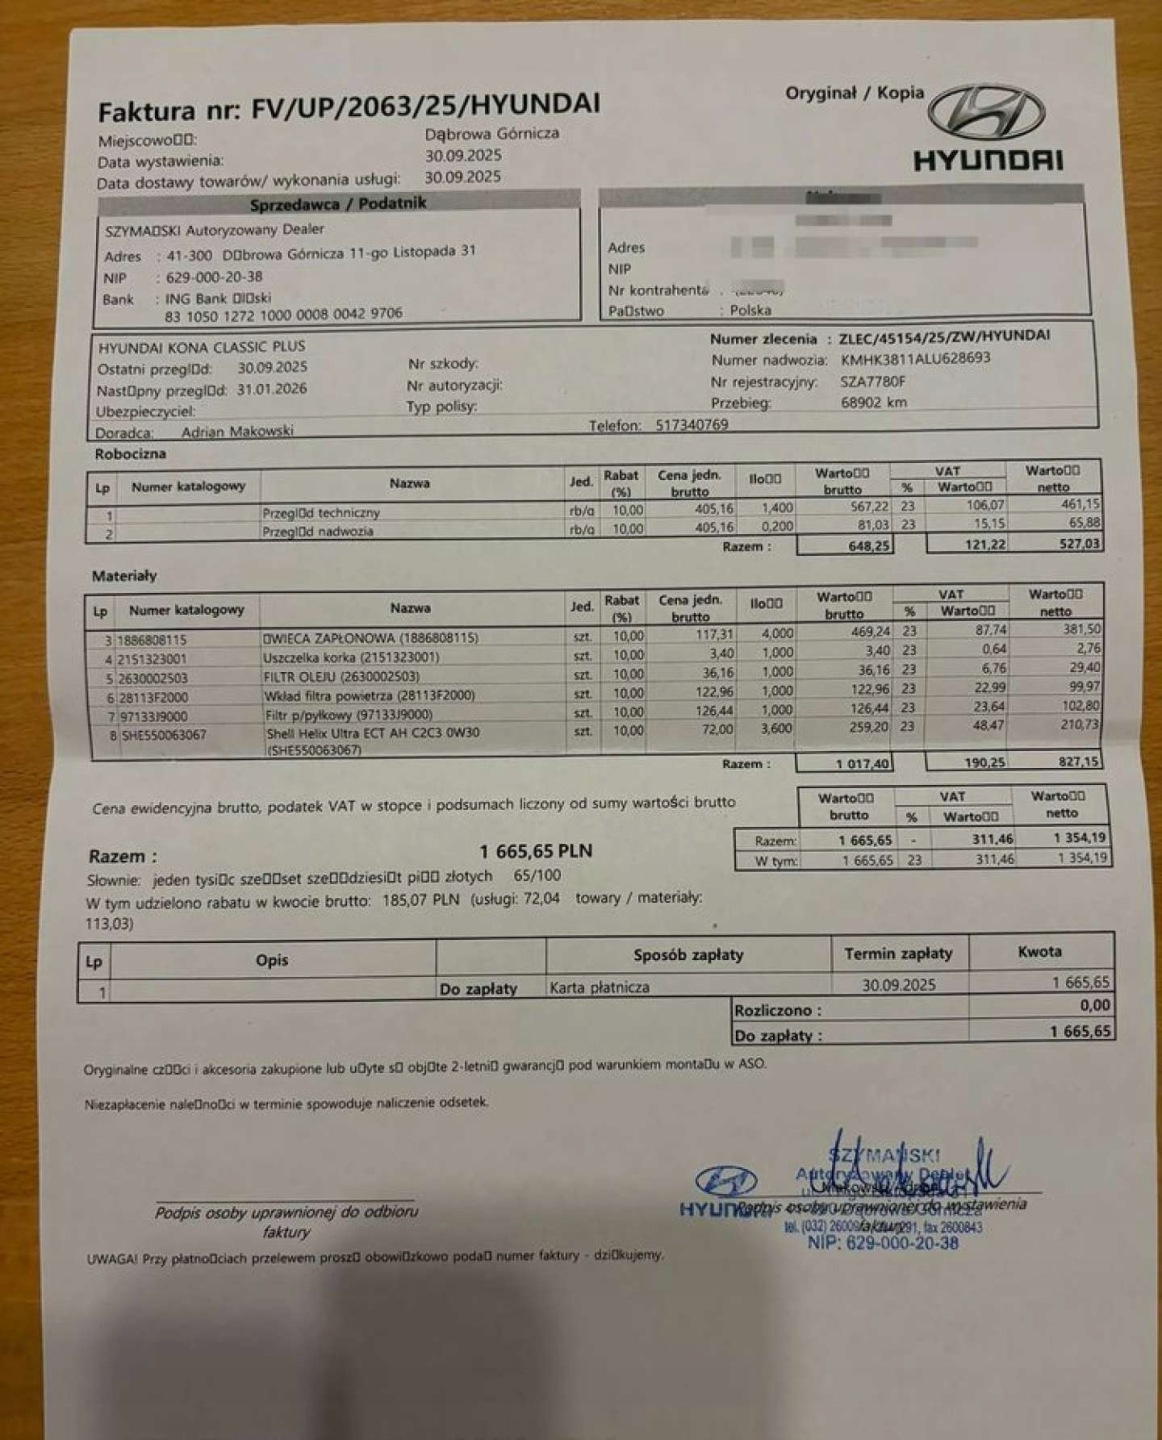 Faktura nr: FV/UP/2063/25/HYUNDAI
Oryginał / Kopia
HYUNDAI
Miejscowo▯▯: Dąbrowa Górnicza
Data wystawienia: 30.09.2025
Data dostawy towarów/ wykonania usługi: 30.09.2025
Sprzedawca / Podatnik
SZYMA▯SKI Autoryzowany Dealer
Adres : 41-300 D▯browa Górnicza 11-go Listopada 31
NIP : 629-000-20-38
Bank : ING Bank ▯l▯ski
83 1050 1272 1000 0008 0042 9706
Adres
NIP
Nr kontrahenta :
Pa▯stwo : Polska
HYUNDAI KONA CLASSIC PLUS
Ostatni przegl▯d: 30.09.2025
Nast▯pny przegl▯d: 31.01.2026
Ubezpieczyciel:
Doradca: Adrian Makowski
Nr szkody:
Nr autoryzacji:
Typ polisy:
Telefon: 517340769
Numer zlecenia : ZLEC/45154/25/ZW/HYUNDAI
Numer nadwozia: KMHK3811ALU628693
Nr rejestracyjny: SZA7780F
Przebieg: 68902 km
Robocizna
Lp Numer katalogowy Nazwa Jed. Rabat (%) Cena jedn. brutto Ilo▯▯ Warto▯▯ brutto VAT % Warto▯▯ Warto▯▯ netto
1 Przegl▯d techniczny rb/g 10,00 405,16 1,400 567,22 23 106,07 461,15
2 Przegl▯d nadwozia rb/g 10,00 405,16 0,200 81,03 23 15,15 65,88
Razem : 648,25 121,22 527,03
Materiały
Lp Numer katalogowy Nazwa Jed. Rabat (%) Cena jedn. brutto Ilo▯▯ Warto▯▯ brutto VAT % Warto▯▯ Warto▯▯ netto
3 1886808115 ▯WIECA ZAPŁONOWA (1886808115) szt. 10,00 117,31 4,000 469,24 23 87,74 381,50
4 2151323001 Uszczelka korka (2151323001) szt. 10,00 3,40 1,000 3,40 23 0,64 2,76
5 2630002503 FILTR OLEJU (2630002503) szt. 10,00 36,16 1,000 36,16 23 6,76 29,40
6 28113F2000 Wkład filtra powietrza (28113F2000) szt. 10,00 122,96 1,000 122,96 23 22,99 99,97
7 97133J9000 Filtr p/pyłkowy (97133J9000) szt. 10,00 126,44 1,000 126,44 23 23,64 102,80
8 SHE550063067 Shell Helix Ultra ECT AH C2C3 0W30 szt. 10,00 72,00 3,600 259,20 23 48,47 210,73
(SHE550063067)
Razem : 1 017,40 190,25 827,15
Cena ewidencyjna brutto, podatek VAT w stopce i podsumach liczony od sumy wartości brutto
Warto▯▯ brutto VAT % Warto▯▯ Warto▯▯ netto
Razem: 1 665,65 - 311,46 1 354,19
W tym: 1 665,65 23 311,46 1 354,19
Razem : 1 665,65 PLN
Słownie: jeden tysi▯c sze▯▯set sze▯▯dziesi▯t pi▯▯ złotych 65/100
W tym udzielono rabatu w kwocie brutto: 185,07 PLN (usługi: 72,04 towary / materiały:
113,03)
Lp Opis Sposób zapłaty Termin zapłaty Kwota
1 Do zapłaty Karta płatnicza 30.09.2025 1 665,65
Rozliczono : 0,00
Do zapłaty : 1 665,65
Oryginalne cz▯▯ci i akcesoria zakupione lub u▯yte s▯ obj▯te 2-letni▯ gwarancj▯ pod warunkiem monta▯u w ASO.
Niezapłacenie nale▯no▯ci w terminie spowoduje naliczenie odsetek.
Podpis osoby uprawnionej do odbioru
faktury
SZYMAŃSKI
Autoryzowany Dealer
HYUNDAI
Podpis osoby uprawnionej do wystawienia
faktury
NIP: 629-000-20-38
UWAGA! Przy płatno▯ciach przelewem prosz▯ obowi▯zkowo poda▯ numer faktury - dzi▯kujemy.